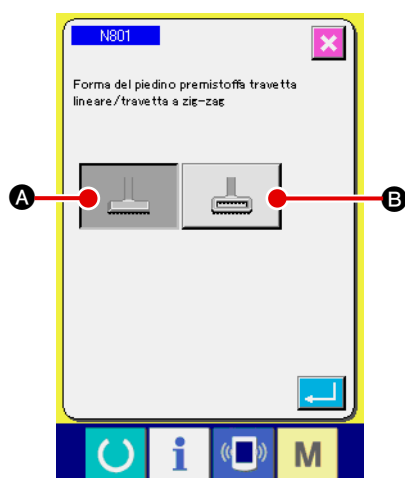 N801
Forma del piedino premistoffa travetta
lineare/travetta a zig-zag
A
B
i
M